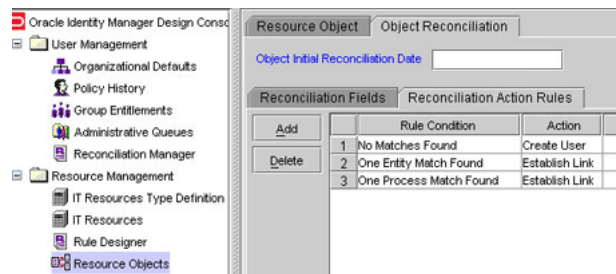 Oracle Identity Manager Design Conso
User Management
Organizational Defaults
Policy History
Group Entitlements
Administrative Queues
Reconciliation Manager
Resource Management
IT Resources Type Definition
IT Resources
Rule Designer
Resource Objects
Resource Object
Object Reconciliation
Object Initial Reconciliation Date
Reconciliation Fields
Reconciliation Action Rules
Add
Delete
Rule Condition Action
1 No Matches Found Create User
2 One Entity Match Found Establish Link
3 One Process Match Found Establish Link